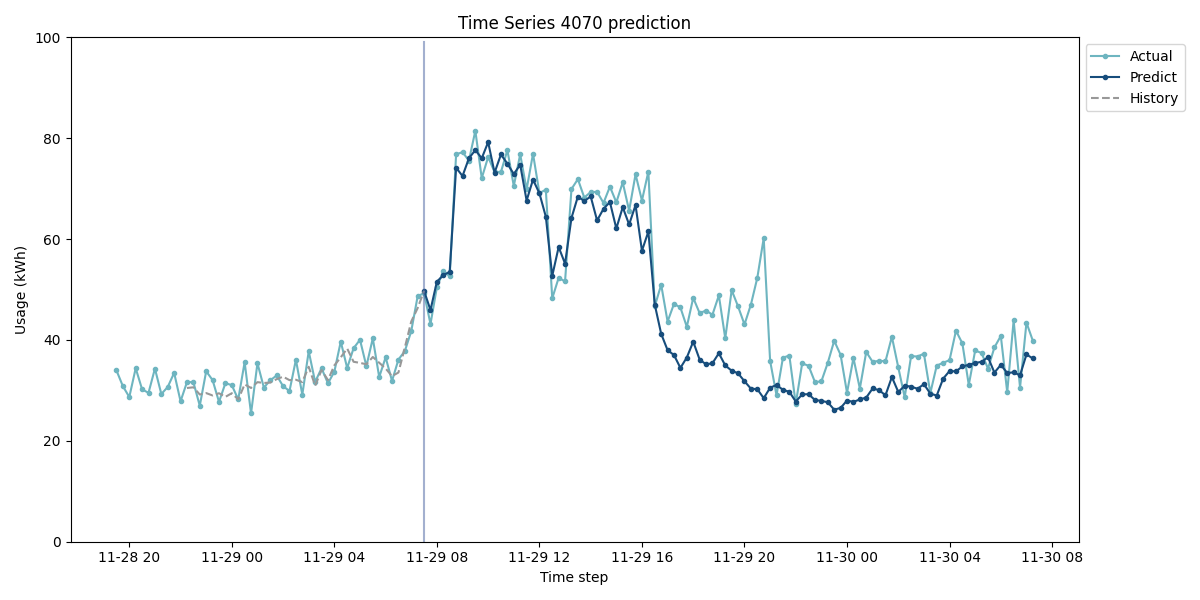 Time Series 4070 prediction
100
80
60
40
20
0
Usage (kWh)
11-28 20
11-29 00
11-29 04
11-29 08
11-29 12
11-29 16
11-29 20
11-30 00
11-30 04
11-30 08
Time step
Actual
Predict
History